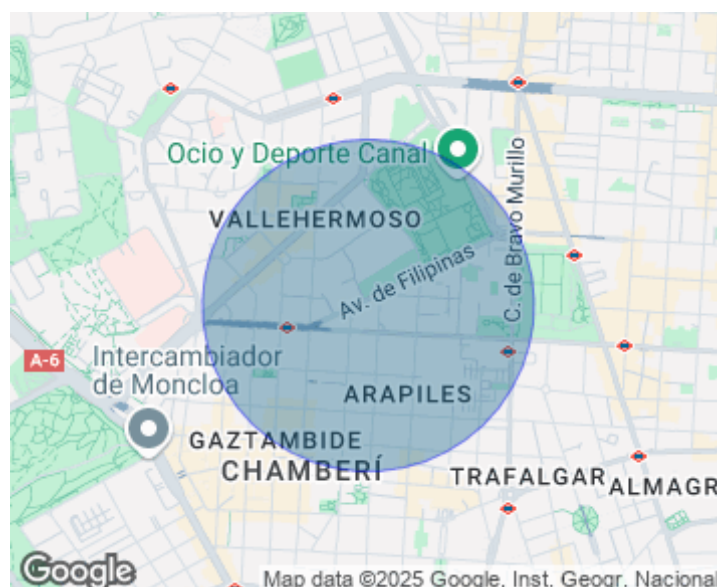 Ocio y Deporte Canal
VALLEHERMOSO
C. de Bravo Murillo
Av. de Filipinas
A-6
Intercambiador
de Moncloa
ARAPILES
GAZTAMBIDE
CHAMBERÍ
TRAFALGAR
ALMAGR
Google
Map data ©2025 Google, Inst. Geogr. Nacional